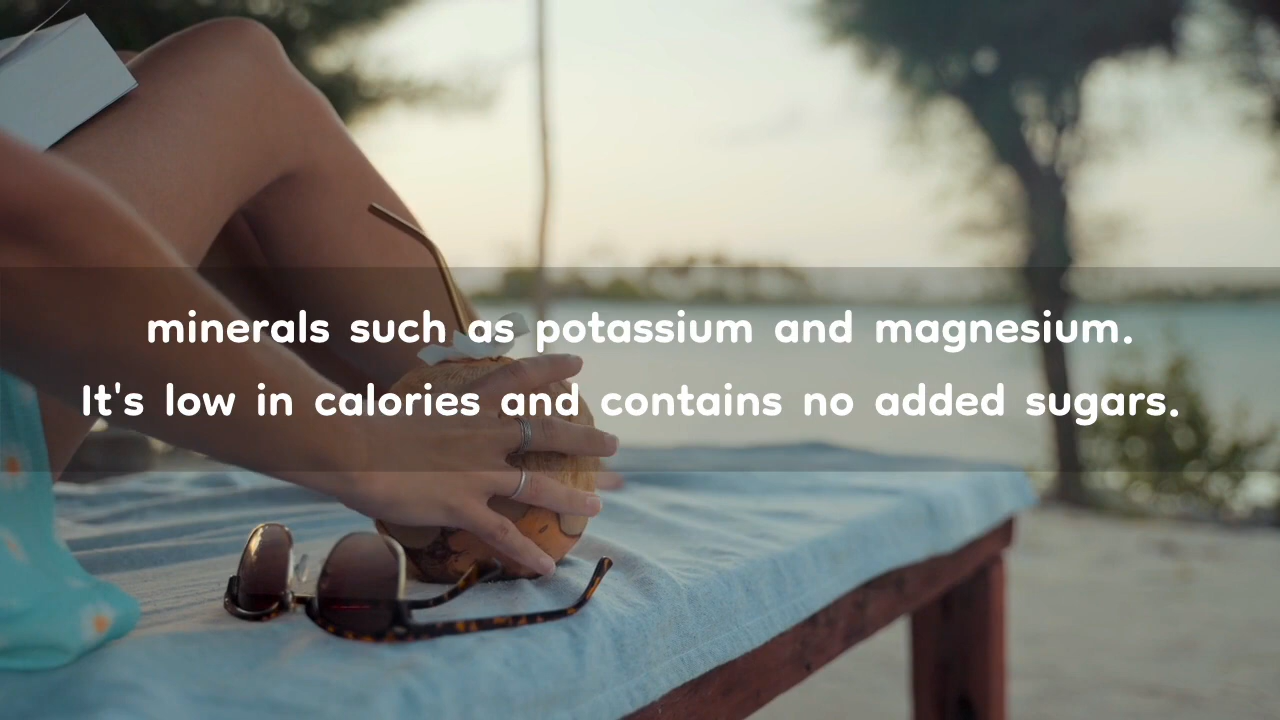 minerals such as potassium and magnesium.
It's low in calories and contains no added sugars.